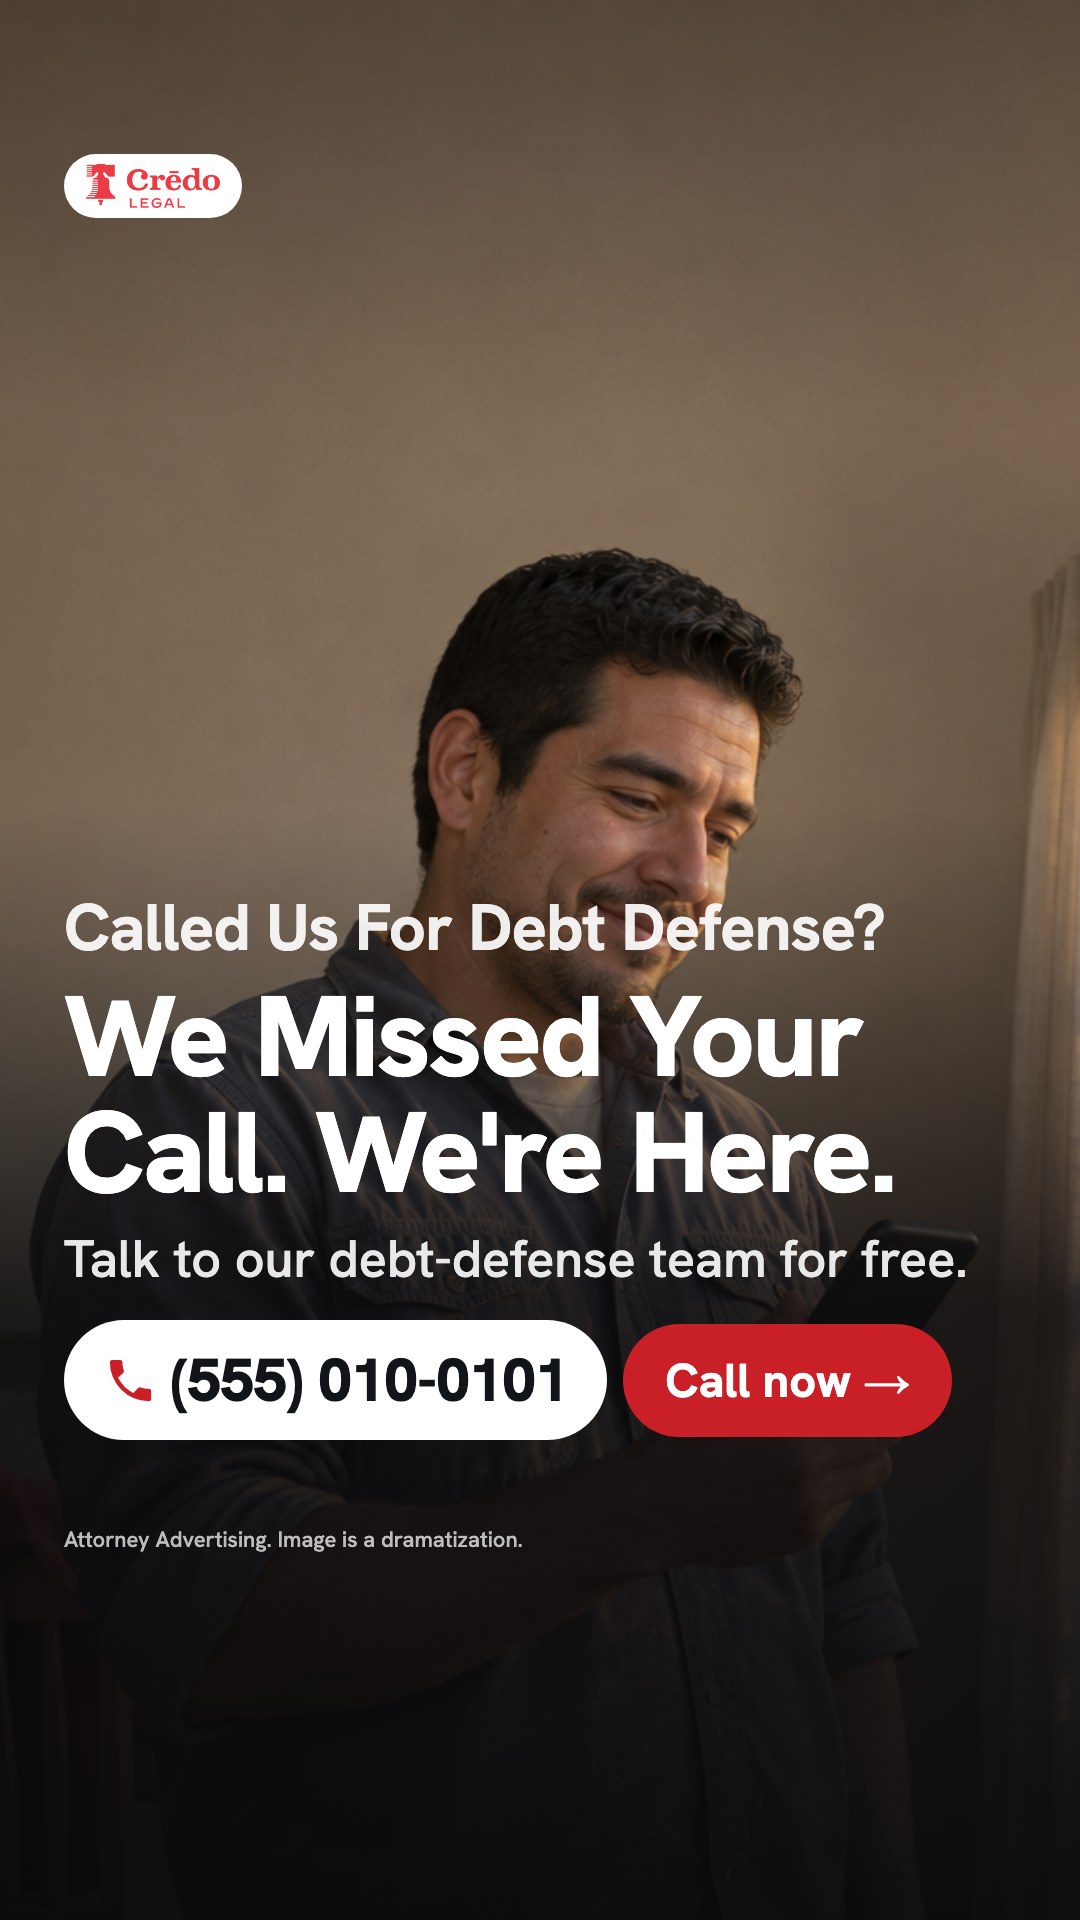 Crēdo
LEGAL
Called Us For Debt Defense?
We Missed Your
Call. We're Here.
Talk to our debt-defense team for free.
(555) 010-0101
Call now →
Attorney Advertising. Image is a dramatization.